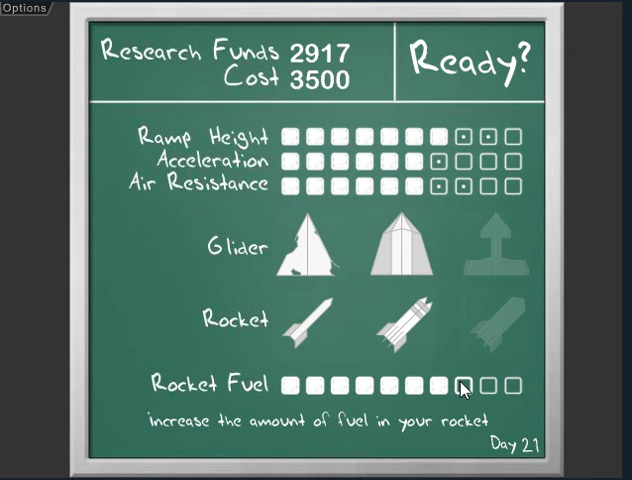 Options
Research Funds 2917
Cost 3500
Ready?
Ramp Height
Acceleration
Air Resistance
Glider
Rocket
Rocket Fuel
increase the amount of fuel in your rocket
Day 21